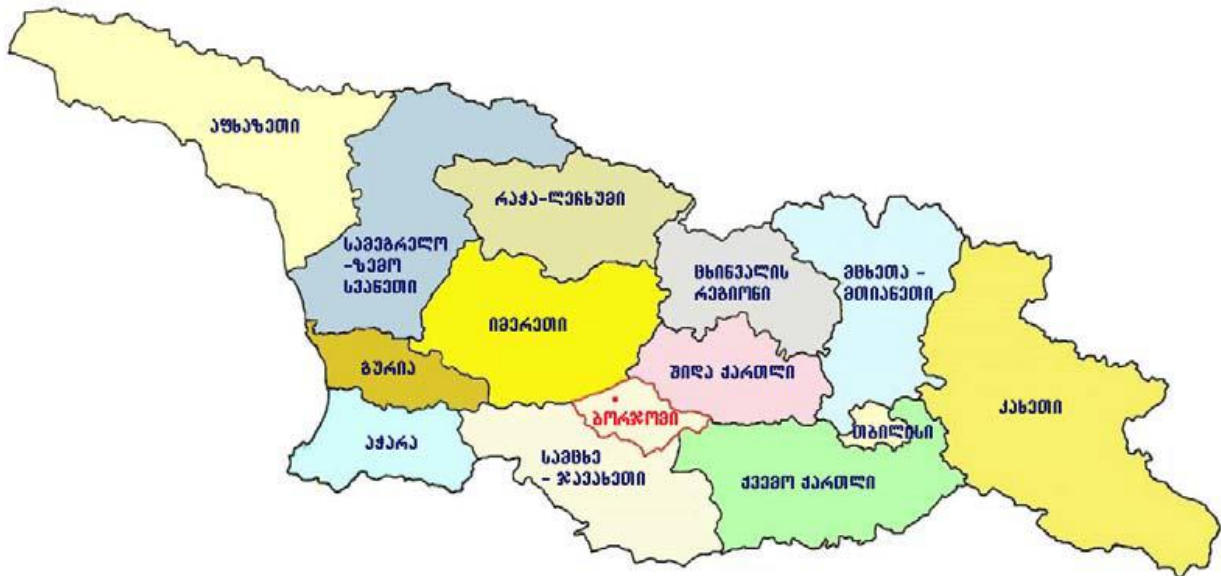 აფხაზეთი
რაჭა-ლეჩხუმი
სამეგრელო
-ზემო
სვანეთი
ცხინვალის
რეგიონი
მცხეთა -
მთიანეთი
იმერეთი
გურია
შიდა ქართლი
კახეთი
ბორჯომი
თბილისი
აჭარა
სამცხე
- ჯავახეთი
ქვემო ქართლი